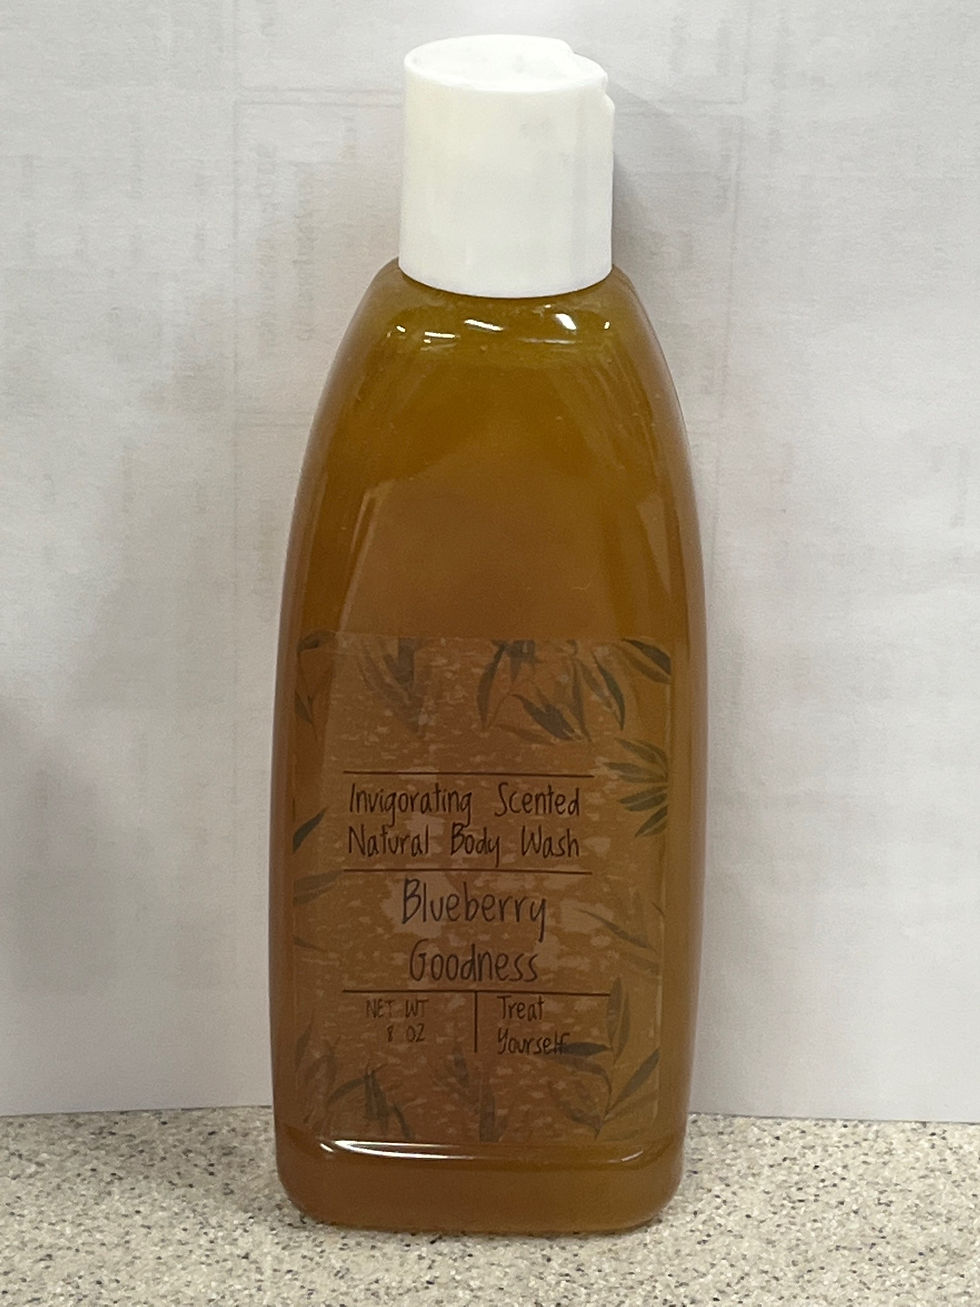 Invigorating Scented
Natural Body Wash
Blueberry
Goodness
NET WT
8 OZ
Treat
Yourself